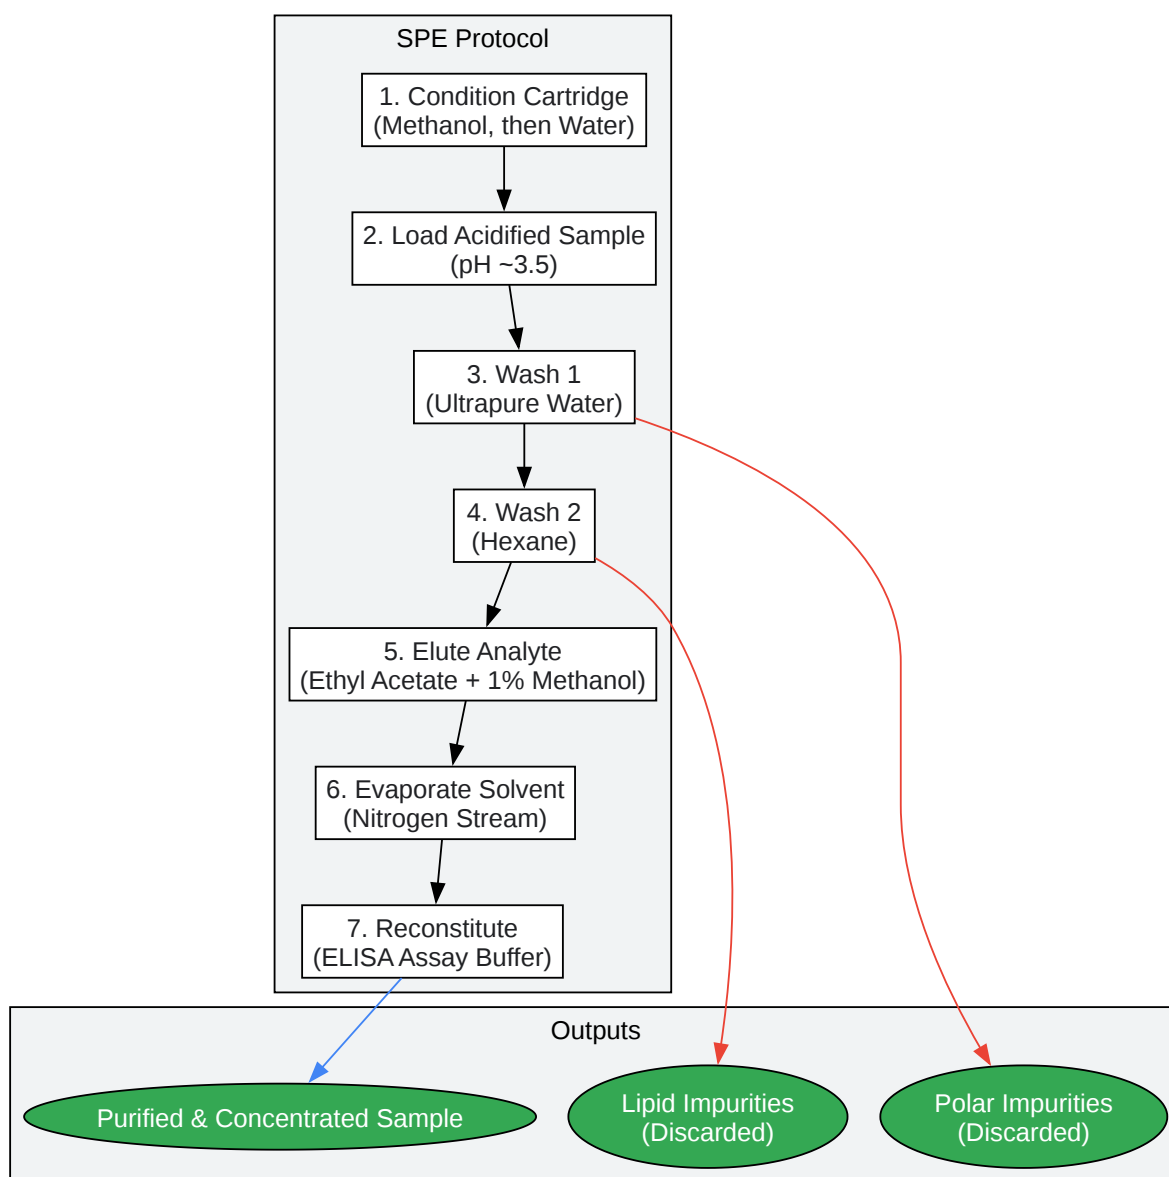 SPE Protocol
1. Condition Cartridge
(Methanol, then Water)
2. Load Acidified Sample
(pH ~3.5)
3. Wash 1
(Ultrapure Water)
4. Wash 2
(Hexane)
5. Elute Analyte
(Ethyl Acetate + 1% Methanol)
6. Evaporate Solvent
(Nitrogen Stream)
7. Reconstitute
(ELISA Assay Buffer)
Outputs
Purified & Concentrated Sample
Lipid Impurities
(Discarded)
Polar Impurities
(Discarded)